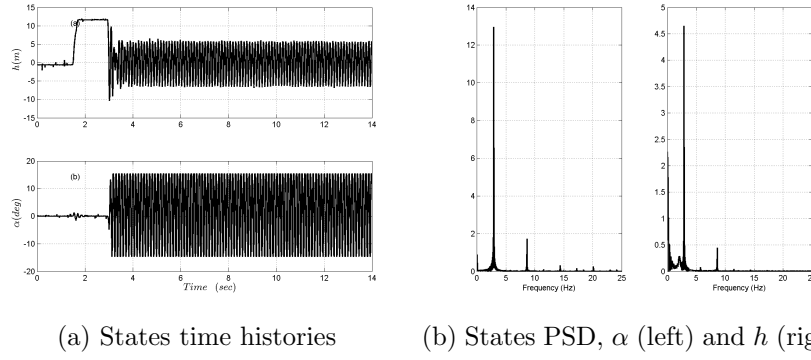 15
10
5
0
-5
-10
-15
h(m)
(a)
0 2 4 6 8 10 12 14
20
10
0
-10
-20
α(deg)
(b)
0 2 4 6 8 10 12 14
Time (sec)
14
12
10
8
6
4
2
0
0 5 10 15 20 25
Frequency (Hz)
5
4.5
4
3.5
3
2.5
2
1.5
1
0.5
0
0 5 10 15 20 25
Frequency (Hz)
(a) States time histories
(b) States PSD, α (left) and h (rig